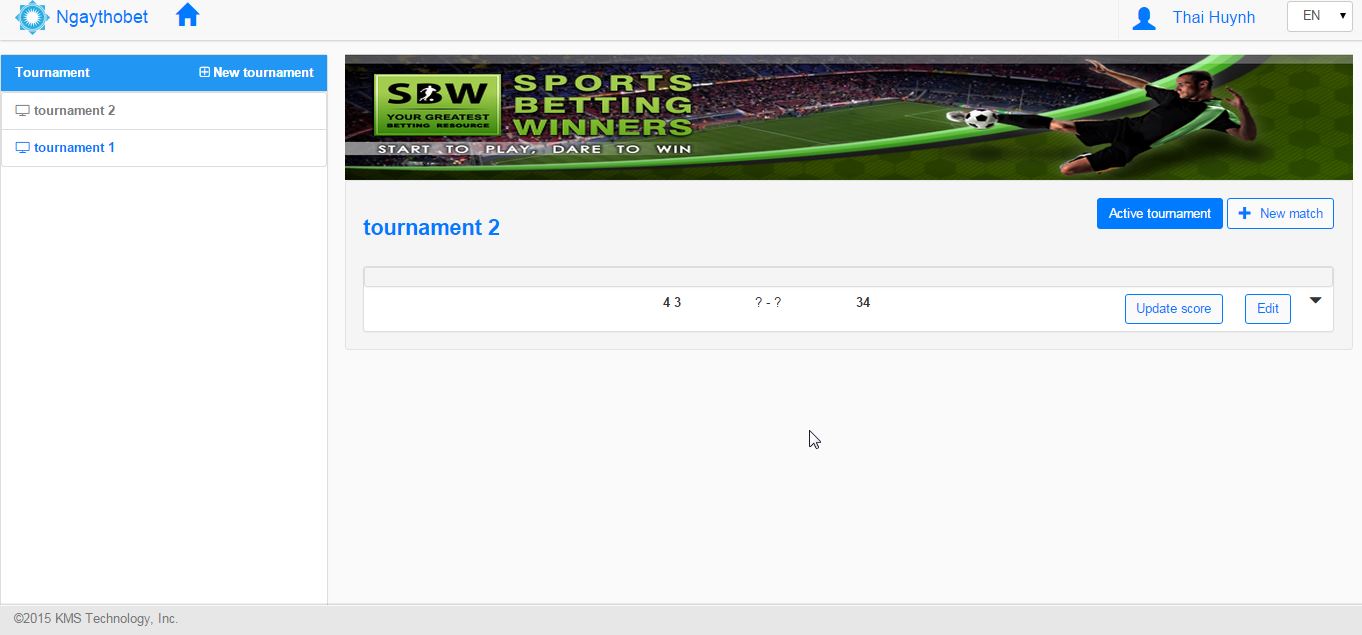 Ngaythobet
Thai Huynh
EN
Tournament
New tournament
tournament 2
tournament 1
SBW
YOUR GREATEST
BETTING RESOURCE
SPORTS
BETTING
WINNERS
START TO PLAY, DARE TO WIN
tournament 2
Active tournament
New match
4 3 ? - ? 34
Update score
Edit
©2015 KMS Technology, Inc.